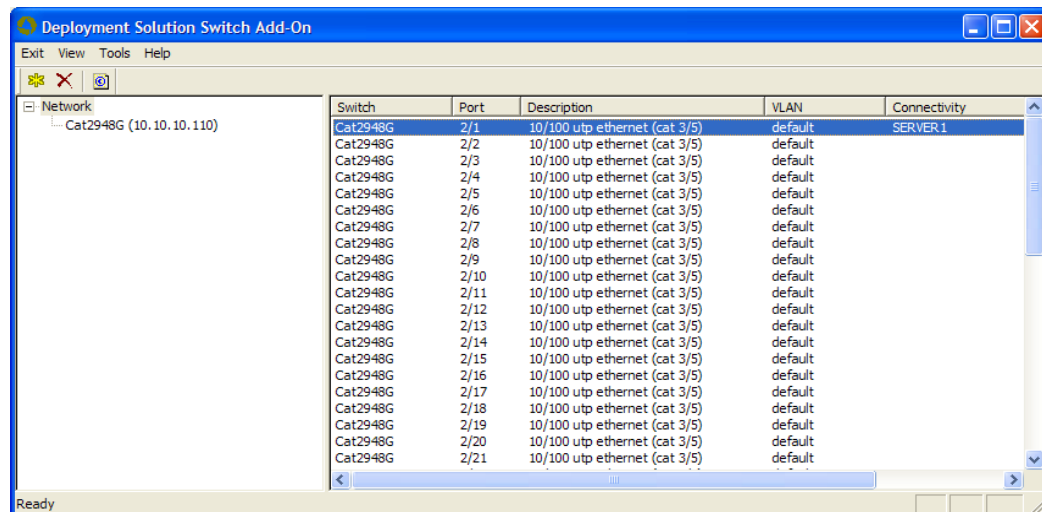 Deployment Solution Switch Add-On
Exit View Tools Help
Network
Cat2948G (10.10.10.110)
Switch Port Description VLAN Connectivity
Cat2948G 2/1 10/100 utp ethernet (cat 3/5) default SERVER1
Cat2948G 2/2 10/100 utp ethernet (cat 3/5) default
Cat2948G 2/3 10/100 utp ethernet (cat 3/5) default
Cat2948G 2/4 10/100 utp ethernet (cat 3/5) default
Cat2948G 2/5 10/100 utp ethernet (cat 3/5) default
Cat2948G 2/6 10/100 utp ethernet (cat 3/5) default
Cat2948G 2/7 10/100 utp ethernet (cat 3/5) default
Cat2948G 2/8 10/100 utp ethernet (cat 3/5) default
Cat2948G 2/9 10/100 utp ethernet (cat 3/5) default
Cat2948G 2/10 10/100 utp ethernet (cat 3/5) default
Cat2948G 2/11 10/100 utp ethernet (cat 3/5) default
Cat2948G 2/12 10/100 utp ethernet (cat 3/5) default
Cat2948G 2/13 10/100 utp ethernet (cat 3/5) default
Cat2948G 2/14 10/100 utp ethernet (cat 3/5) default
Cat2948G 2/15 10/100 utp ethernet (cat 3/5) default
Cat2948G 2/16 10/100 utp ethernet (cat 3/5) default
Cat2948G 2/17 10/100 utp ethernet (cat 3/5) default
Cat2948G 2/18 10/100 utp ethernet (cat 3/5) default
Cat2948G 2/19 10/100 utp ethernet (cat 3/5) default
Cat2948G 2/20 10/100 utp ethernet (cat 3/5) default
Cat2948G 2/21 10/100 utp ethernet (cat 3/5) default
Ready